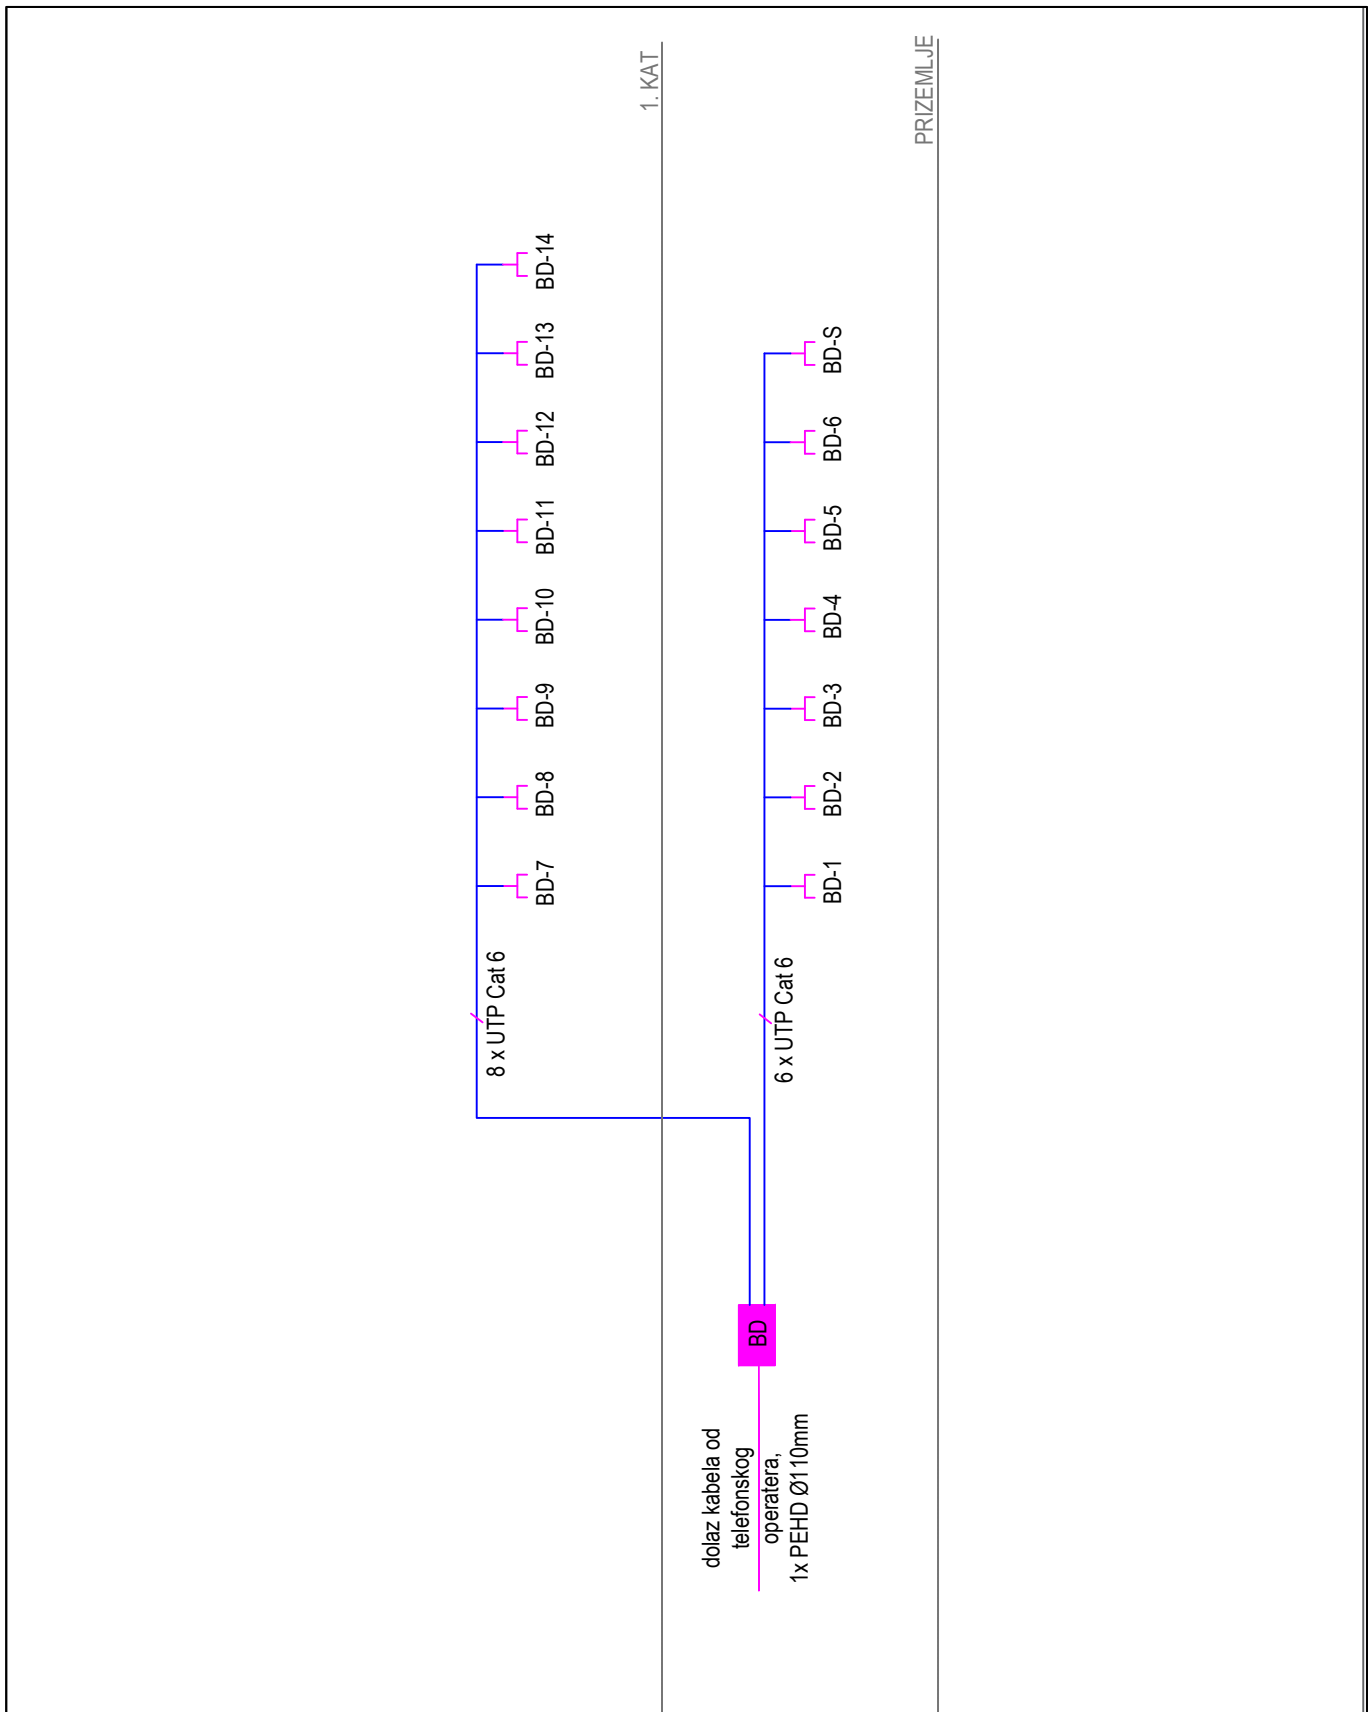 1. KAT
BD-7
BD-8
BD-9
BD-10
BD-11
BD-12
BD-13
BD-14
8 x UTP Cat 6
PRIZEMLJE
BD-1
BD-2
BD-3
BD-4
BD-5
BD-6
BD-S
6 x UTP Cat 6
BD
dolaz kabela od
telefonskog
operatera,
1x PEHD Ø110mm